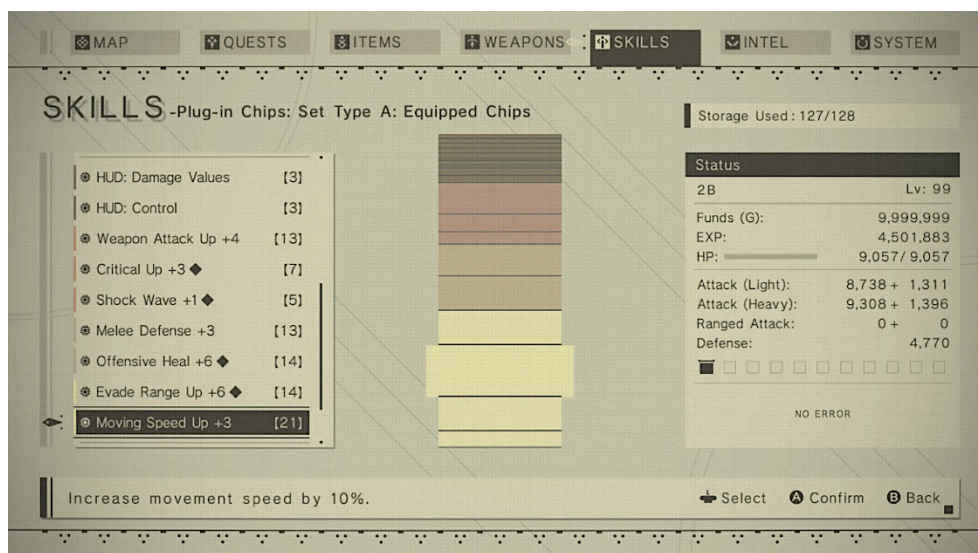 MAP QUESTS ITEMS WEAPONS SKILLS INTEL SYSTEM
SKILLS -Plug-in Chips: Set Type A: Equipped Chips
Storage Used : 127/128
HUD: Damage Values [3]
HUD: Control [3]
Weapon Attack Up +4 [13]
Critical Up +3 ◆ [7]
Shock Wave +1 ◆ [5]
Melee Defense +3 [13]
Offensive Heal +6 ◆ [14]
Evade Range Up +6 ◆ [14]
Moving Speed Up +3 [21]
Status
2B Lv: 99
Funds (G): 9,999,999
EXP: 4,501,883
HP: 9,057/ 9,057
Attack (Light): 8,738 + 1,311
Attack (Heavy): 9,308 + 1,396
Ranged Attack: 0 + 0
Defense: 4,770
NO ERROR
Increase movement speed by 10%.
Select A Confirm B Back